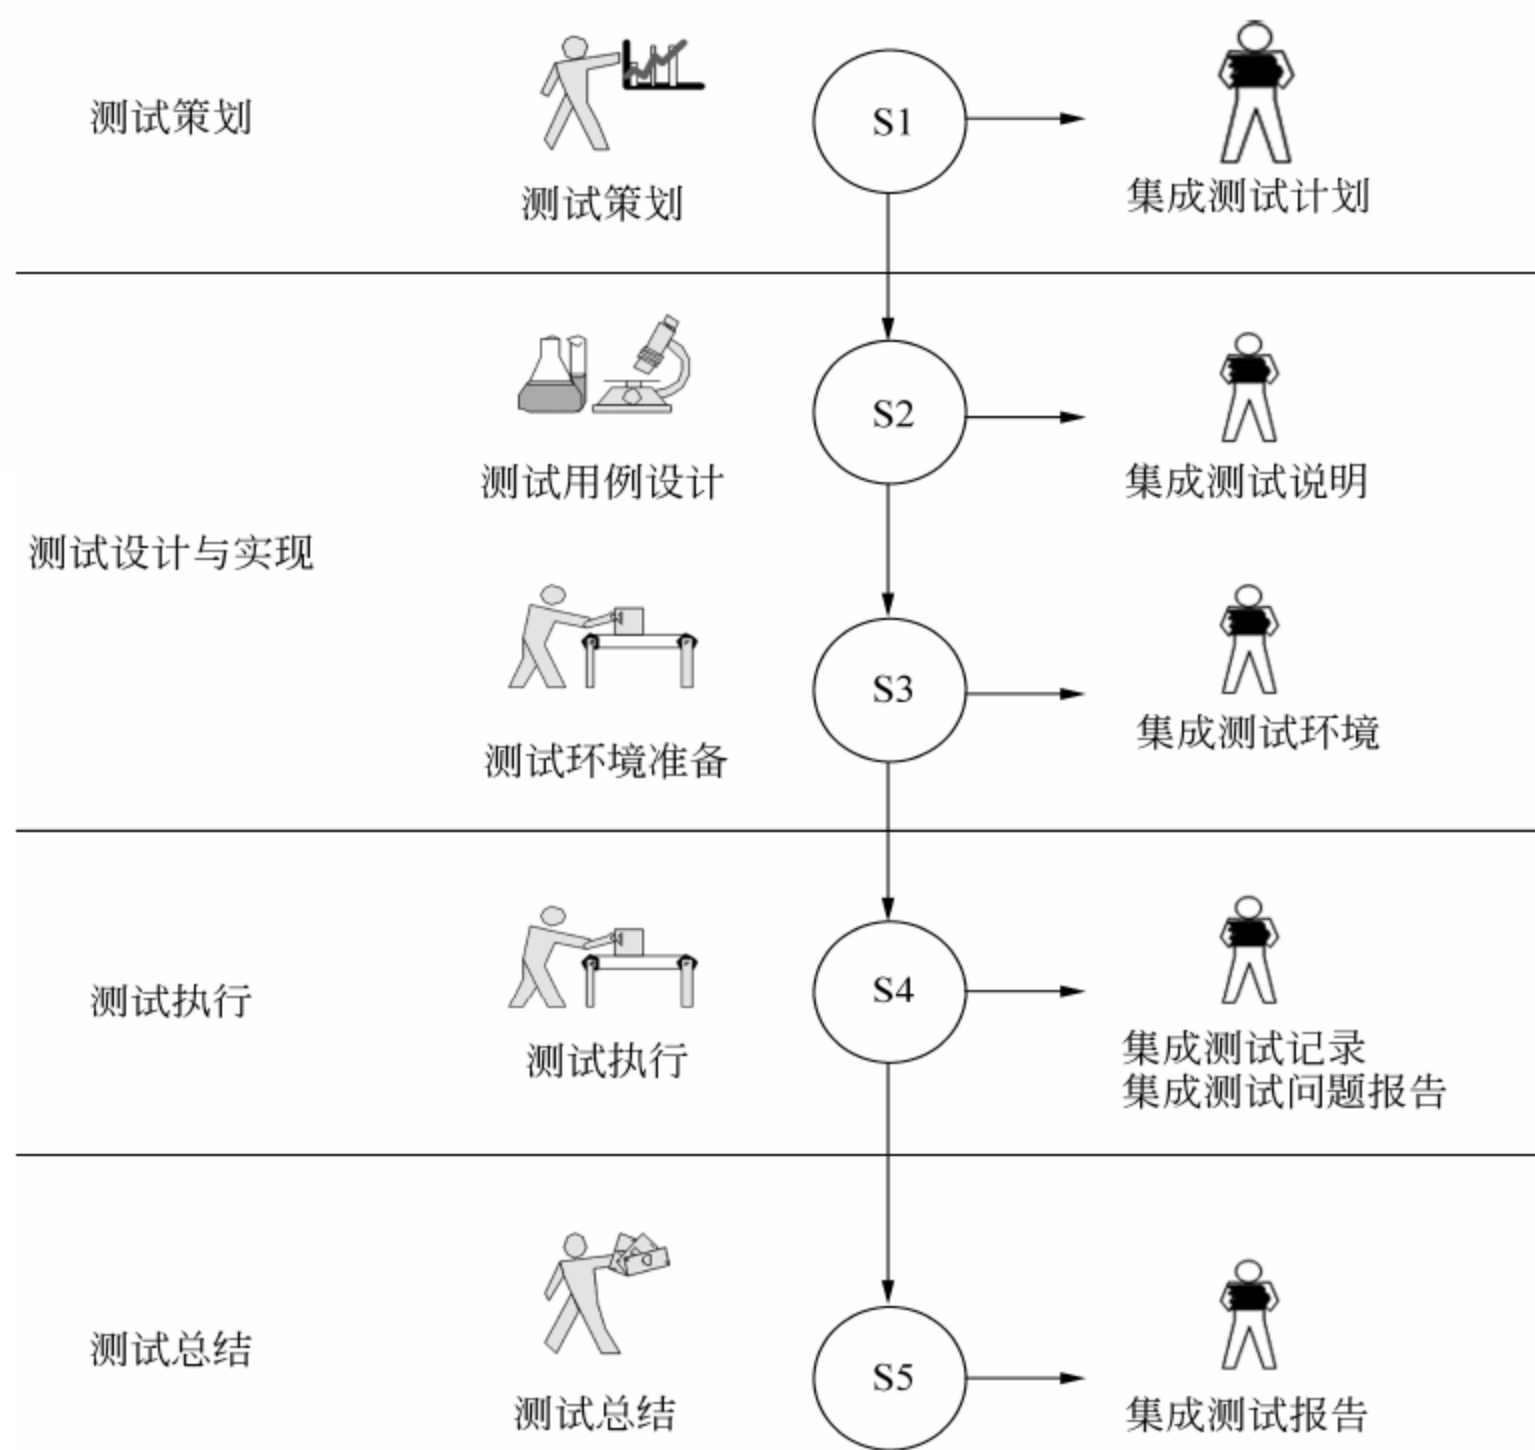 测试策划
测试策划
S1
集成测试计划
测试用例设计
S2
集成测试说明
测试设计与实现
测试环境准备
S3
集成测试环境
测试执行
测试执行
S4
集成测试记录
集成测试问题报告
测试总结
测试总结
S5
集成测试报告